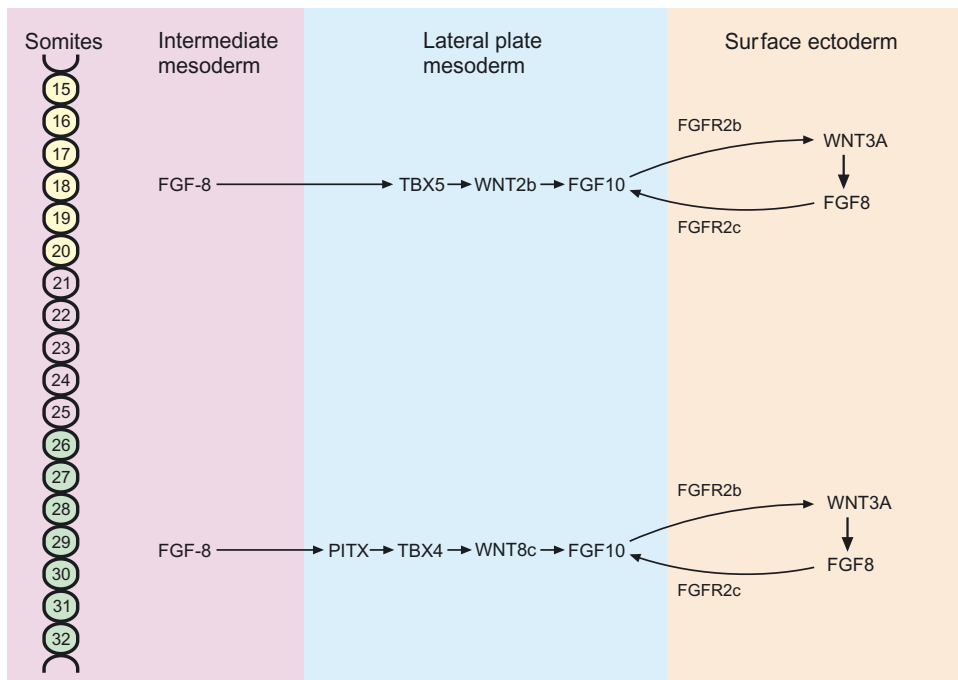 Somites
Intermediate
mesoderm
Lateral plate
mesoderm
Surface ectoderm
15
16
17
18
19
20
21
22
23
24
25
26
27
28
29
30
31
32
FGF-8
TBX5
WNT2b
FGF10
FGFR2b
WNT3A
FGF8
FGFR2c
FGF-8
PITX
TBX4
WNT8c
FGF10
FGFR2b
WNT3A
FGF8
FGFR2c